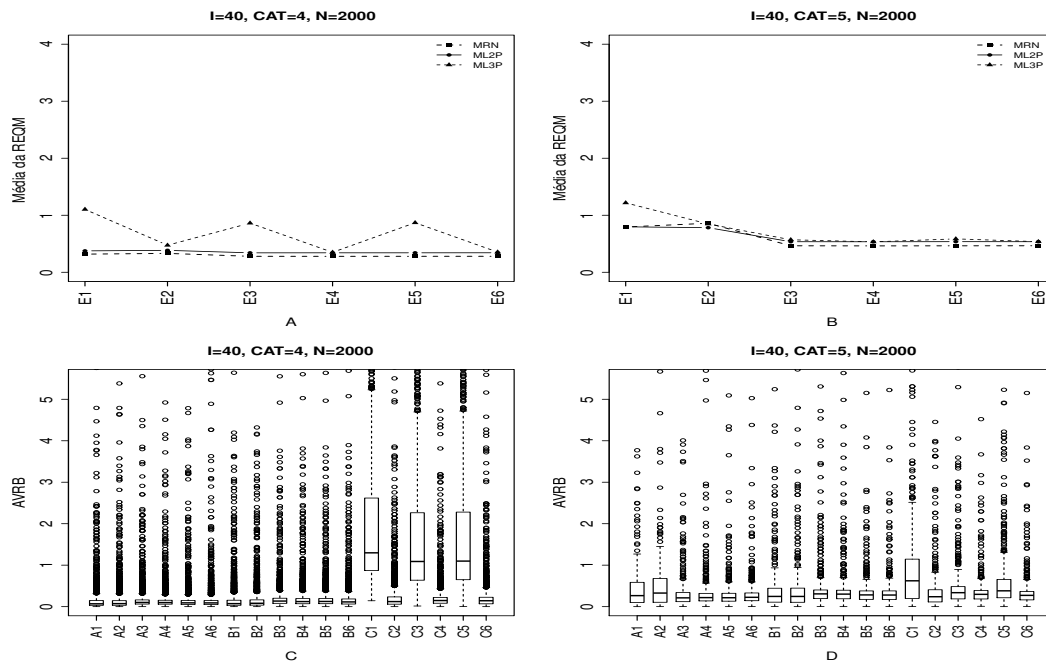 I=40, CAT=4, N=2000
Média da REQM
4
3
2
1
0
MRN
ML2P
ML3P
E1 E2 E3 E4 E5 E6
A
I=40, CAT=5, N=2000
Média da REQM
4
3
2
1
0
MRN
ML2P
ML3P
E1 E2 E3 E4 E5 E6
B
I=40, CAT=4, N=2000
AVRB
5
4
3
2
1
0
A1 A2 A3 A4 A5 A6 B1 B2 B3 B4 B5 B6 C1 C2 C3 C4 C5 C6
C
I=40, CAT=5, N=2000
AVRB
5
4
3
2
1
0
A1 A2 A3 A4 A5 A6 B1 B2 B3 B4 B5 B6 C1 C2 C3 C4 C5 C6
D